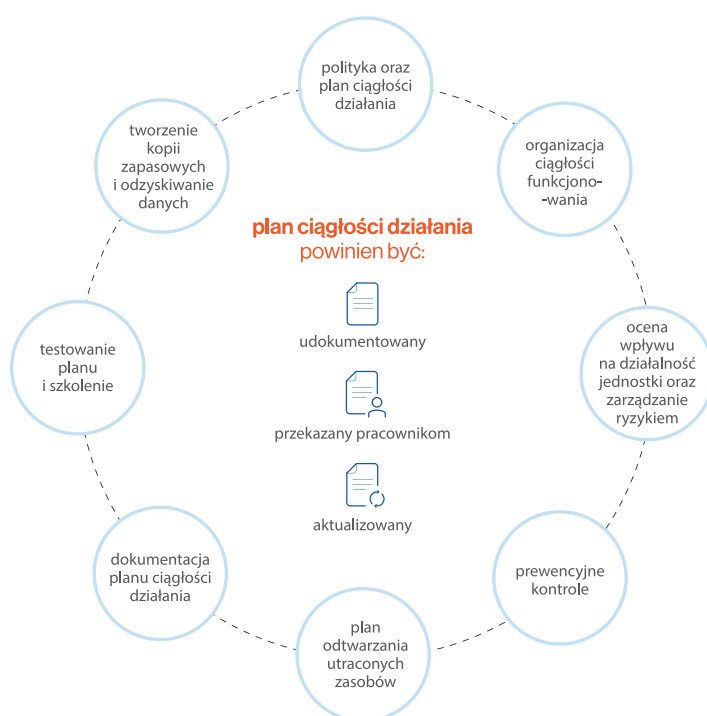 polityka oraz
plan ciągłości
działania
organizacja
ciągłości
funkcjono-
-wania
ocena
wpływu
na działalność
jednostki oraz
zarządzanie
ryzykiem
prewencyjne
kontrole
plan
odtwarzania
utraconych
zasobów
dokumentacja
planu ciągłości
działania
testowanie
planu
i szkolenie
tworzenie
kopii
zapasowych
i odzyskiwanie
danych
plan ciągłości działania
powinien być:
udokumentowany
przekazany pracownikom
aktualizowany